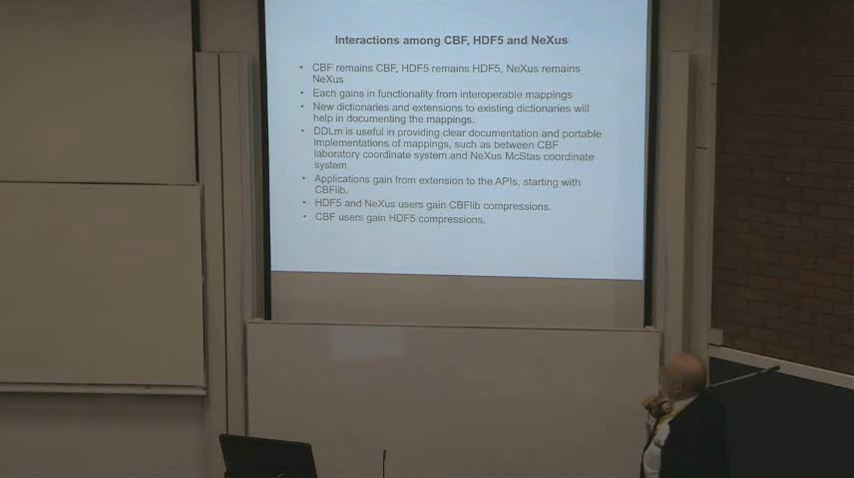 Interactions among CBF, HDF5 and NeXus
• CBF remains CBF, HDF5 remains HDF5, NeXus remains
NeXus
• Each gains in functionality from interoperable mappings
• New dictionaries and extensions to existing dictionaries will
help in documenting the mappings.
• DDLm is useful in providing clear documentation and portable
implementations of mappings, such as between CBF
laboratory coordinate system and NeXus McStas coordinate
system
• Applications gain from extension to the APIs, starting with
CBFlib.
• HDF5 and NeXus users gain CBFlib compressions.
• CBF users gain HDF5 compressions.